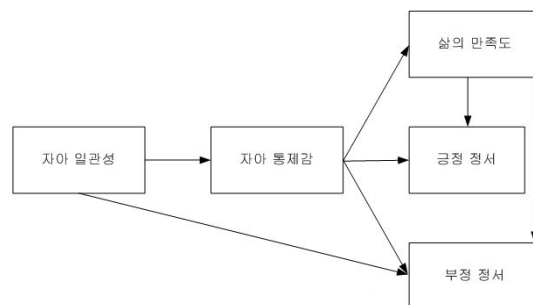 삶의 만족도
자아 일관성
자아 통제감
긍정 정서
부정 정서